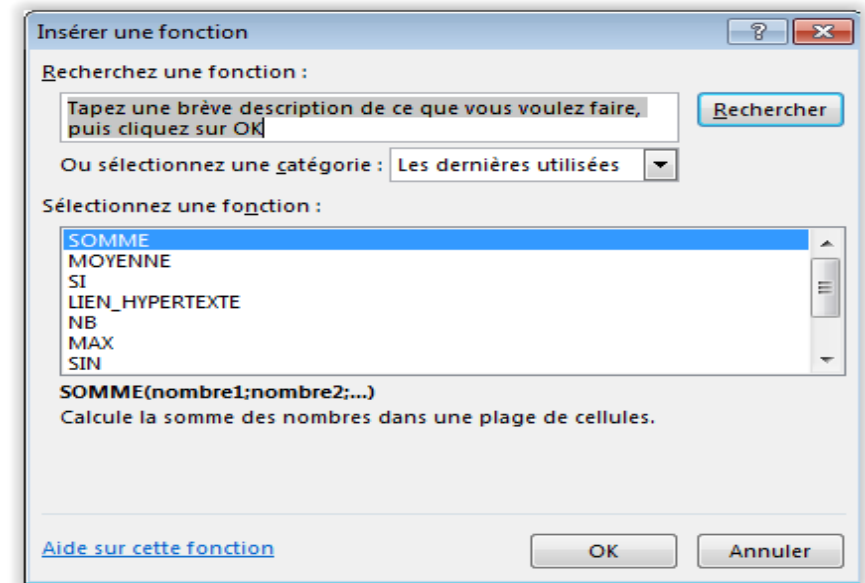 Insérer une fonction
Recherchez une fonction :
Tapez une brève description de ce que vous voulez faire,
puis cliquez sur OK
Rechercher
Ou sélectionnez une catégorie : Les dernières utilisées
Sélectionnez une fonction :
SOMME
MOYENNE
SI
LIEN_HYPERTEXTE
NB
MAX
SIN
SOMME(nombre1;nombre2;...)
Calcule la somme des nombres dans une plage de cellules.
Aide sur cette fonction
OK
Annuler